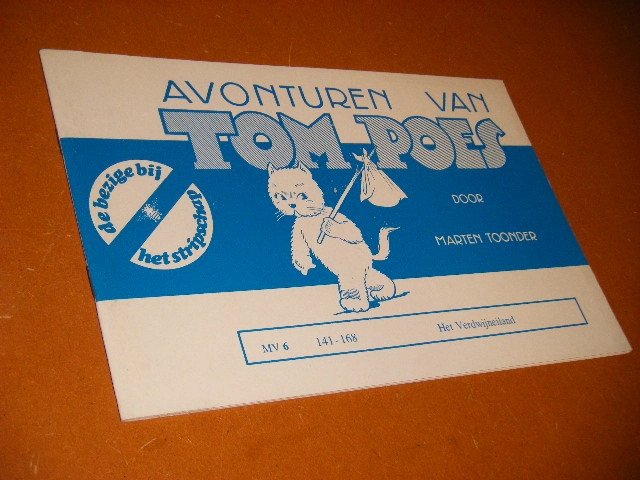 AVONTUREN VAN
TOM POES
DOOR
MARTEN TOONDER
de bezige bij
het stripschap
MV 6 141-168 Het Verdwijneiland